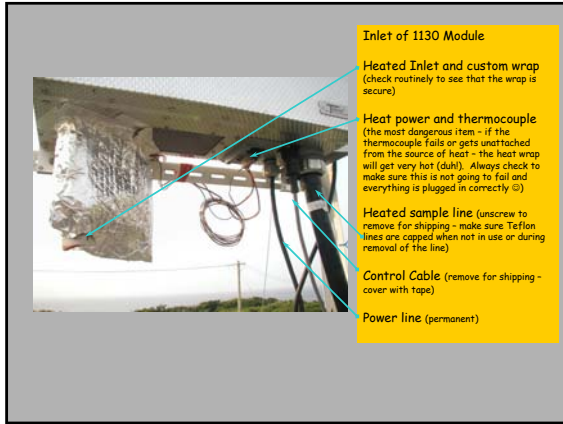 Inlet of 1130 Module
Heated Inlet and custom wrap
(check routinely to see that the wrap is
secure)
Heat power and thermocouple
(the most dangerous item – if the
thermocouple fails or gets unattached
from the source of heat – the heat wrap
will get very hot (duh!). Always check to
make sure this is not going to fail and
everything is plugged in correctly ☺)
Heated sample line (unscrew to
remove for shipping – make sure Teflon
lines are capped when not in use or during
removal of the line)
Control Cable (remove for shipping –
cover with tape)
Power line (permanent)